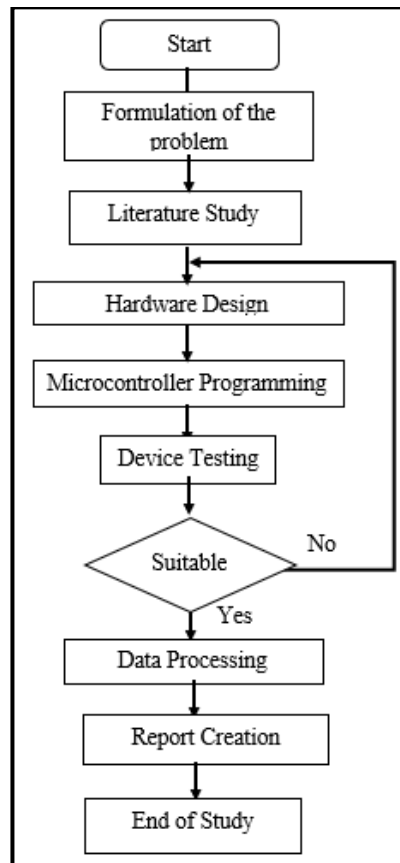 Start
Formulation of the
problem
Literature Study
Hardware Design
Microcontroller Programming
Device Testing
Suitable
No
Yes
Data Processing
Report Creation
End of Study